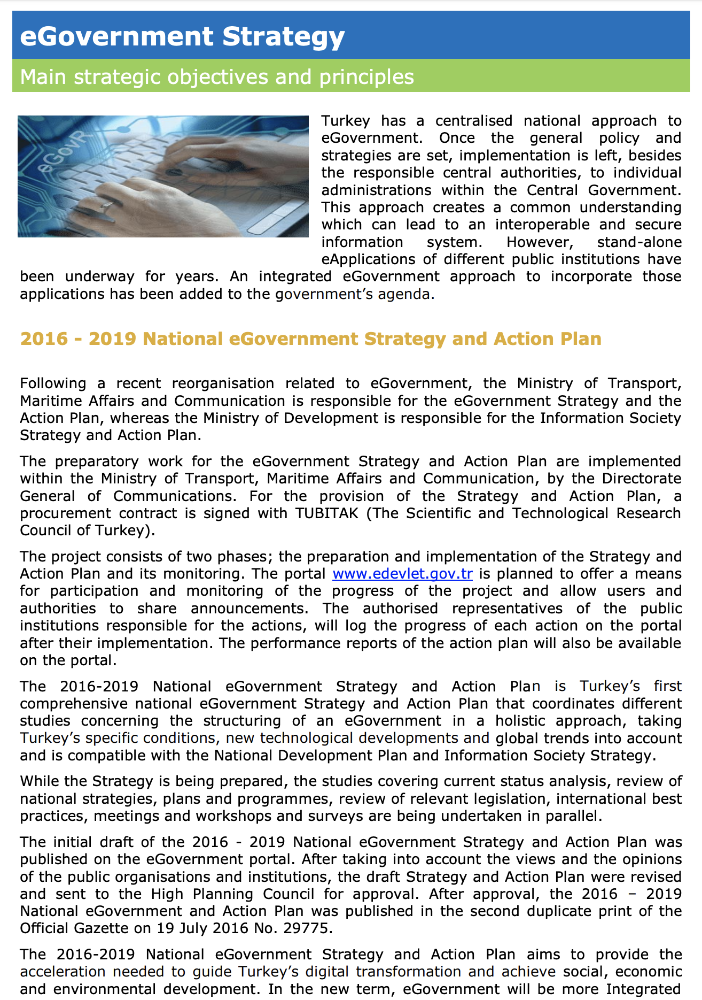 eGovernment Strategy
Main strategic objectives and principles
eGovR
Turkey has a centralised national approach to
eGovernment. Once the general policy and
strategies are set, implementation is left, besides
the responsible central authorities, to individual
administrations within the Central Government.
This approach creates a common understanding
which can lead to an interoperable and secure
information system. However, stand-alone
eApplications of different public institutions have
been underway for years. An integrated eGovernment approach to incorporate those
applications has been added to the government’s agenda.
2016 - 2019 National eGovernment Strategy and Action Plan
Following a recent reorganisation related to eGovernment, the Ministry of Transport,
Maritime Affairs and Communication is responsible for the eGovernment Strategy and the
Action Plan, whereas the Ministry of Development is responsible for the Information Society
Strategy and Action Plan.
The preparatory work for the eGovernment Strategy and Action Plan are implemented
within the Ministry of Transport, Maritime Affairs and Communication, by the Directorate
General of Communications. For the provision of the Strategy and Action Plan, a
procurement contract is signed with TUBITAK (The Scientific and Technological Research
Council of Turkey).
The project consists of two phases; the preparation and implementation of the Strategy and
Action Plan and its monitoring. The portal www.edevlet.gov.tr is planned to offer a means
for participation and monitoring of the progress of the project and allow users and
authorities to share announcements. The authorised representatives of the public
institutions responsible for the actions, will log the progress of each action on the portal
after their implementation. The performance reports of the action plan will also be available
on the portal.
The 2016-2019 National eGovernment Strategy and Action Plan is Turkey’s first
comprehensive national eGovernment Strategy and Action Plan that coordinates different
studies concerning the structuring of an eGovernment in a holistic approach, taking
Turkey’s specific conditions, new technological developments and global trends into account
and is compatible with the National Development Plan and Information Society Strategy.
While the Strategy is being prepared, the studies covering current status analysis, review of
national strategies, plans and programmes, review of relevant legislation, international best
practices, meetings and workshops and surveys are being undertaken in parallel.
The initial draft of the 2016 - 2019 National eGovernment Strategy and Action Plan was
published on the eGovernment portal. After taking into account the views and the opinions
of the public organisations and institutions, the draft Strategy and Action Plan were revised
and sent to the High Planning Council for approval. After approval, the 2016 – 2019
National eGovernment and Action Plan was published in the second duplicate print of the
Official Gazette on 19 July 2016 No. 29775.
The 2016-2019 National eGovernment Strategy and Action Plan aims to provide the
acceleration needed to guide Turkey’s digital transformation and achieve social, economic
and environmental development. In the new term, eGovernment will be more Integrated